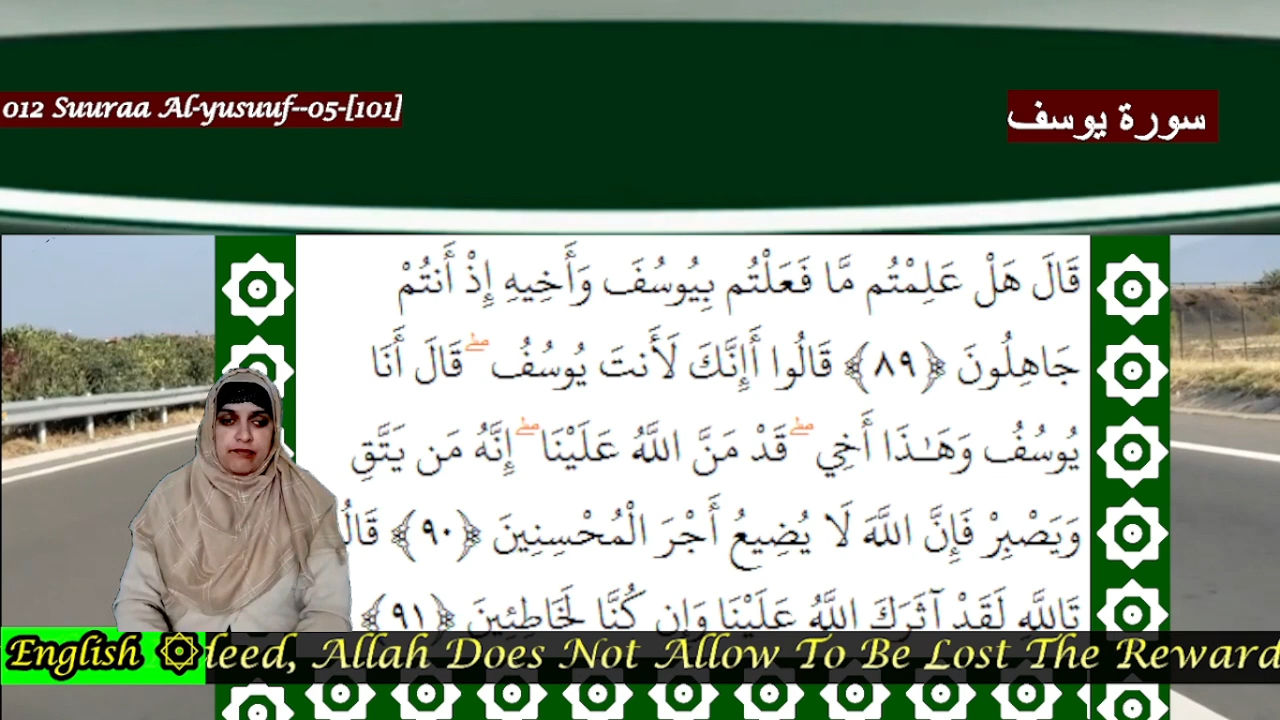 012 Suuraa Al-yusuuf--05-[101]
سورة يوسف
قَالَ هَلْ عَلِمْتُم مَّا فَعَلْتُم بِيُوسُفَ وَأَخِيهِ إِذْ أَنتُمْ
جَاهِلُونَ ﴿٨٩﴾ قَالُوا أَإِنَّكَ لَأَنتَ يُوسُفُ ۖ قَالَ أَنَا
يُوسُفُ وَهَـٰذَا أَخِي ۖ قَدْ مَنَّ اللَّهُ عَلَيْنَا ۖ إِنَّهُ مَن يَتَّقِ
وَيَصْبِرْ فَإِنَّ اللَّهَ لَا يُضِيعُ أَجْرَ الْمُحْسِنِينَ ﴿٩٠﴾
تَاللَّهِ لَقَدْ آثَرَكَ اللَّهُ عَلَيْنَا وَإِن كُنَّا لَخَاطِئِينَ ﴿٩١﴾
English ۞ leed, Allah Does Not Allow To Be Lost The Reward